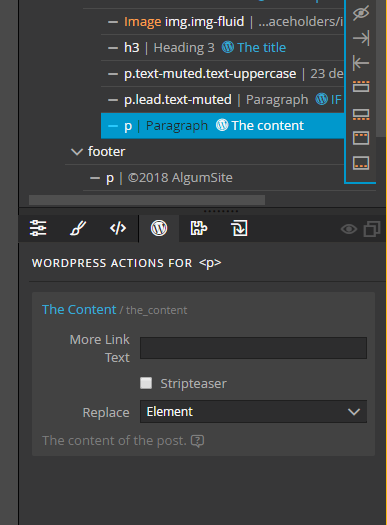 Image img.img-fluid | ...aceholders/i
h3 | Heading 3 The title
p.text-muted.text-uppercase | 23 de
p.lead.text-muted | Paragraph IF
p | Paragraph The content
footer
p | ©2018 AlgumSite
WORDPRESS ACTIONS FOR <p>
The Content / the_content
More Link
Text
Stripteaser
Replace Element
The content of the post. ?